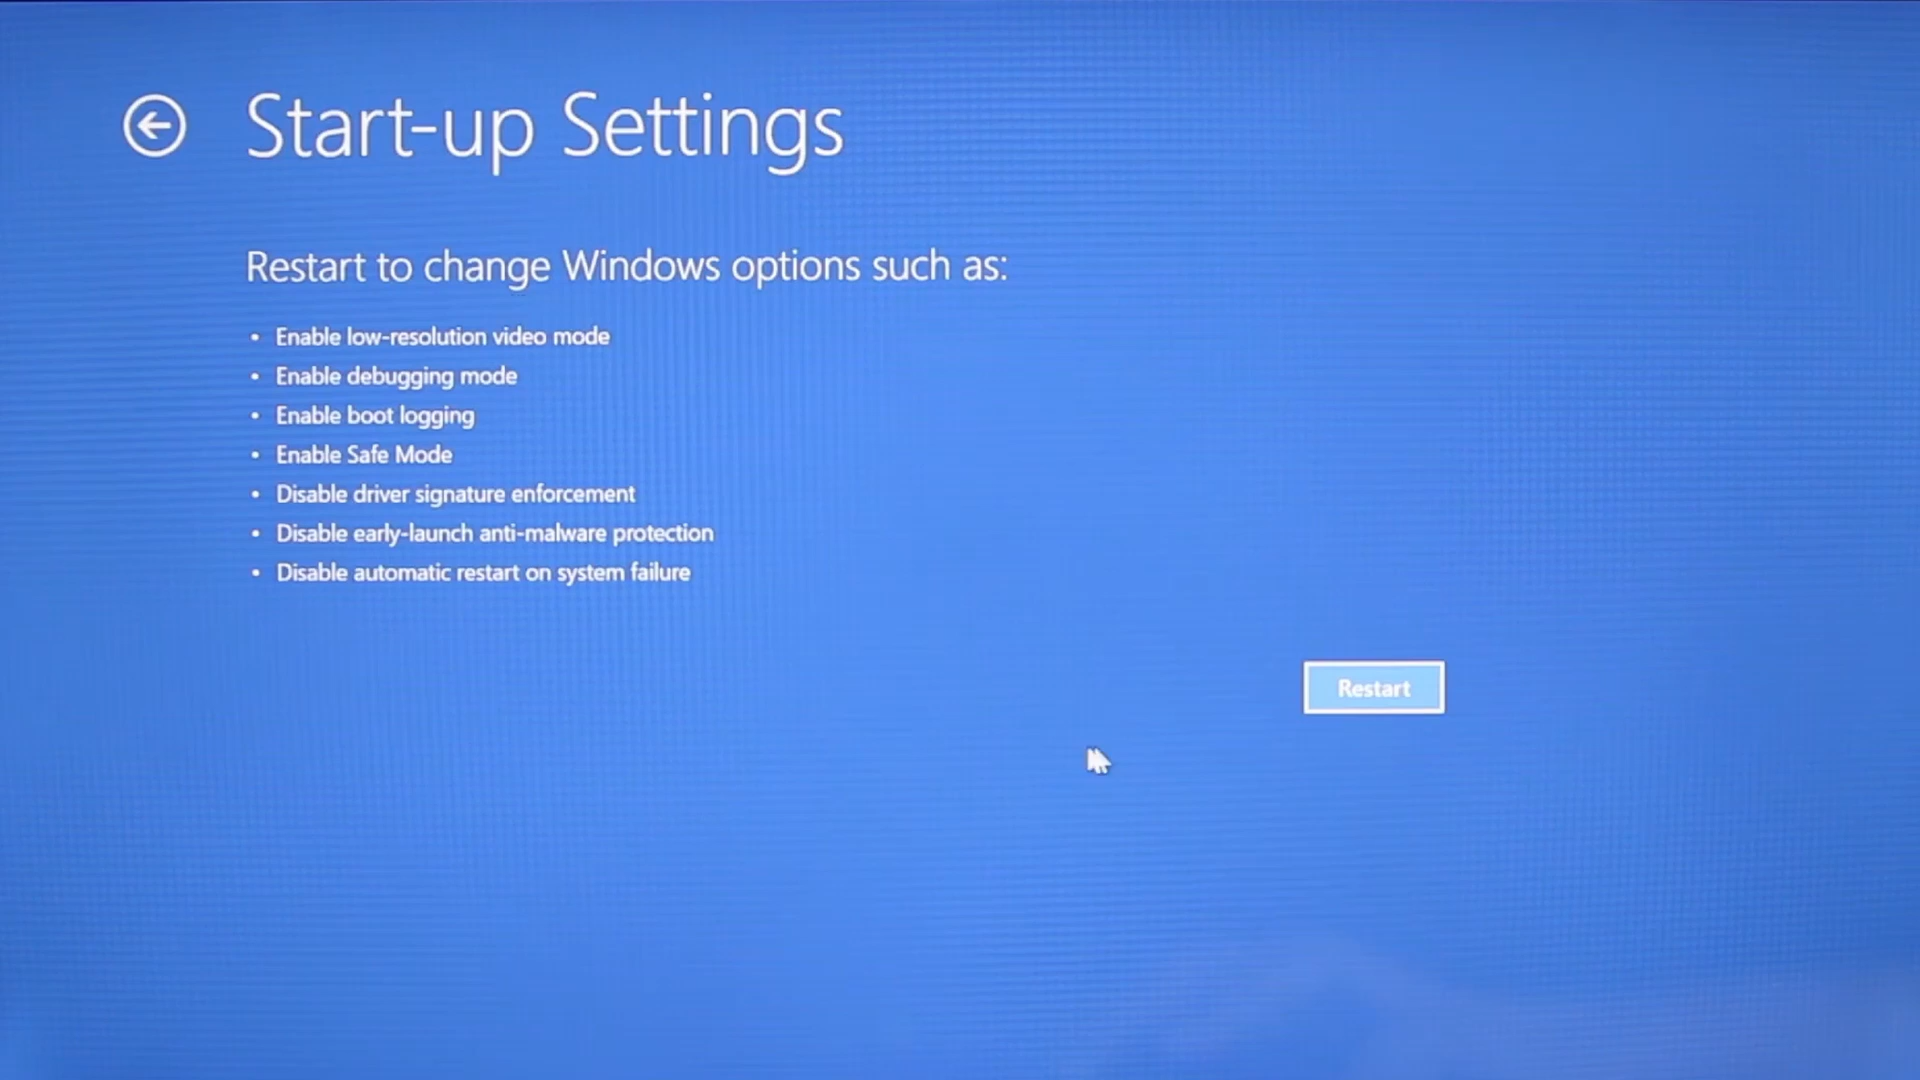 Start-up Settings
Restart to change Windows options such as:
• Enable low-resolution video mode
• Enable debugging mode
• Enable boot logging
• Enable Safe Mode
• Disable driver signature enforcement
• Disable early-launch anti-malware protection
• Disable automatic restart on system failure
Restart